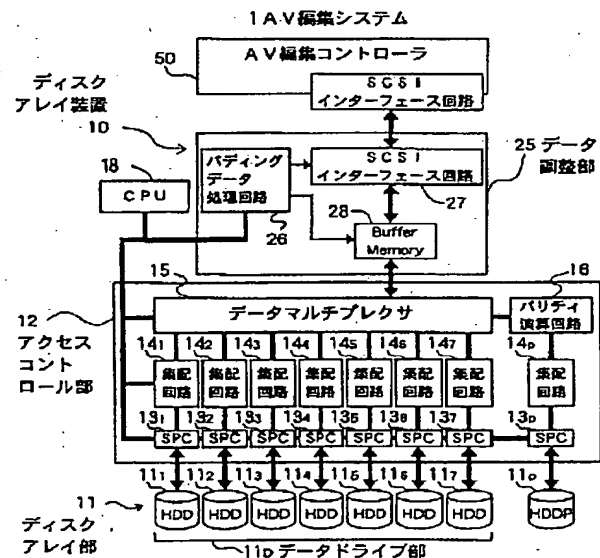 1 AV編集システム
50
AV編集コントローラ
SCSI
インターフェース回路
ディスク
アレイ装置
10
18
CPU
パディング
データ
処理回路
26
SCSI
インターフェース回路
27
28
Buffer
Memory
25 データ
調整部
15
16
12
アクセス
コント
ロール部
データマルチプレクサ
パリティ
演算回路
14₁ 14₂ 14₃ 14₄ 14₅ 14₆ 14₇ 14p
集配回路 集配回路 集配回路 集配回路 集配回路 集配回路 集配回路 集配回路
13₁ 13₂ 13₃ 13₄ 13₅ 13₆ 13₇ 13p
SPC SPC SPC SPC SPC SPC SPC SPC
11₁ 11₂ 11₃ 11₄ 11₅ 11₆ 11₇ 11p
HDD HDD HDD HDD HDD HDD HDD HDDP
11
ディスク
アレイ部
11D データドライブ部